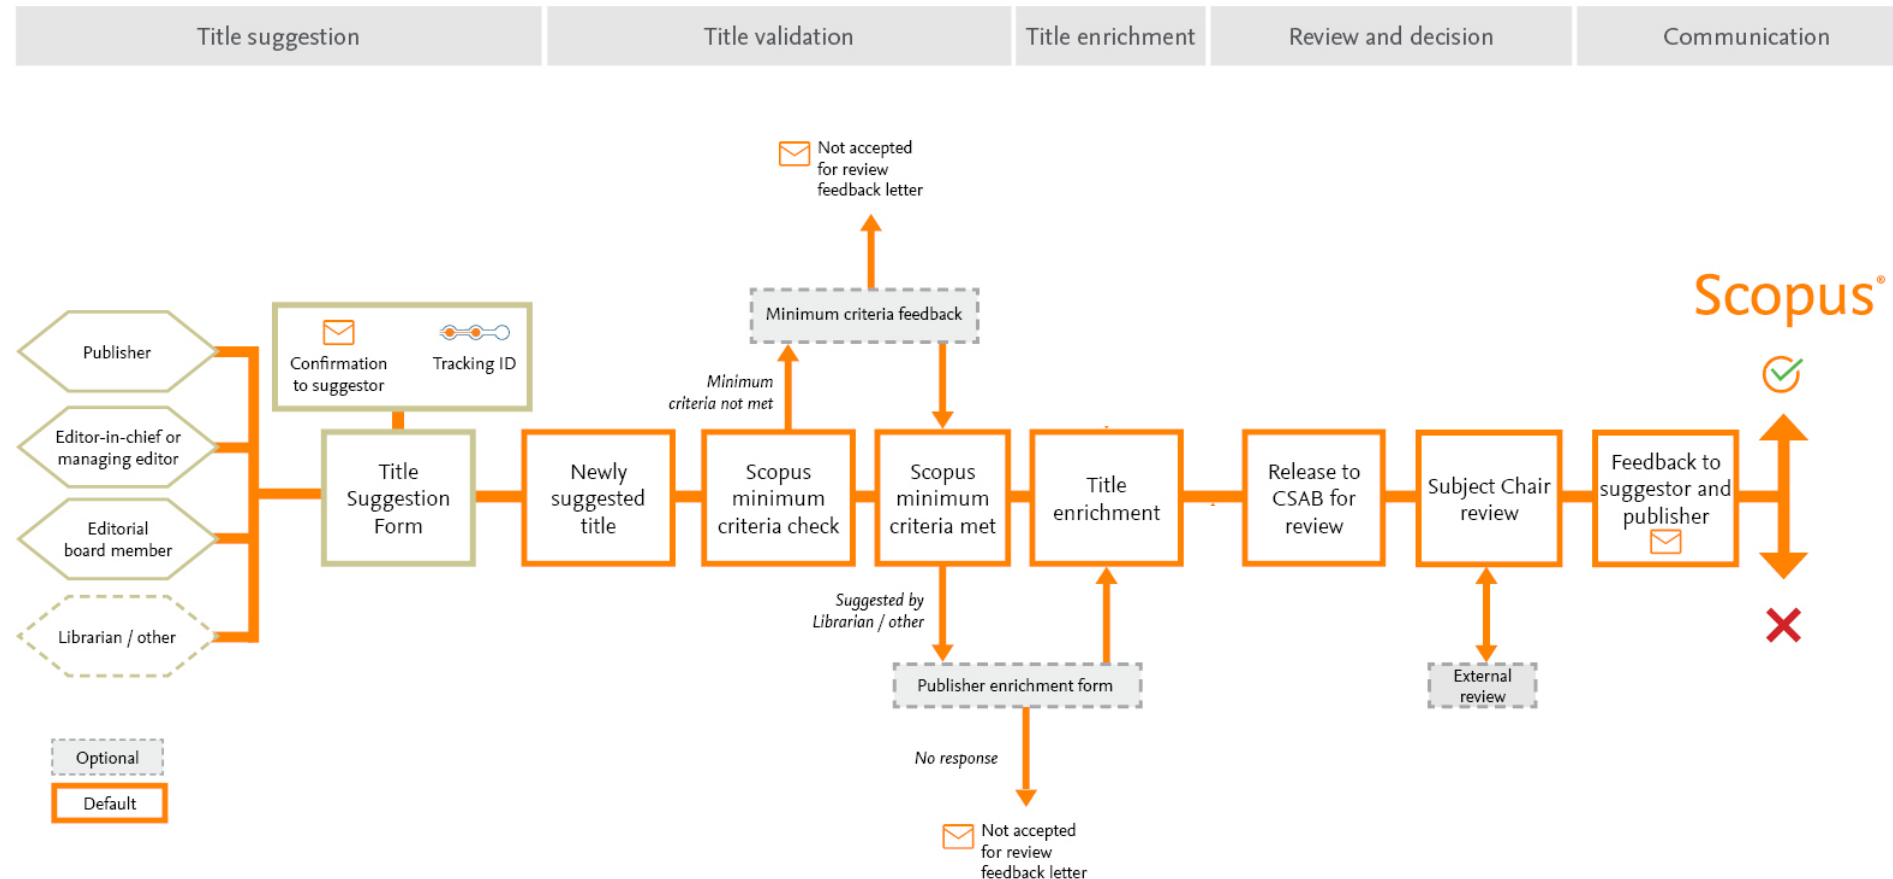 Title suggestion
Title validation
Title enrichment
Review and decision
Communication
Not accepted
for review
feedback letter
Minimum criteria feedback
Minimum
criteria not met
Scopus®
Publisher
Editor-in-chief or
managing editor
Editorial
board member
Librarian / other
Confirmation
to suggestor
Tracking ID
Title
Suggestion
Form
Newly
suggested
title
Scopus
minimum
criteria check
Scopus
minimum
criteria met
Title
enrichment
Release to
CSAB for
review
Subject Chair
review
Feedback to
suggestor and
publisher
Suggested by
Librarian / other
Publisher enrichment form
External
review
No response
Not accepted
for review
feedback letter
Optional
Default